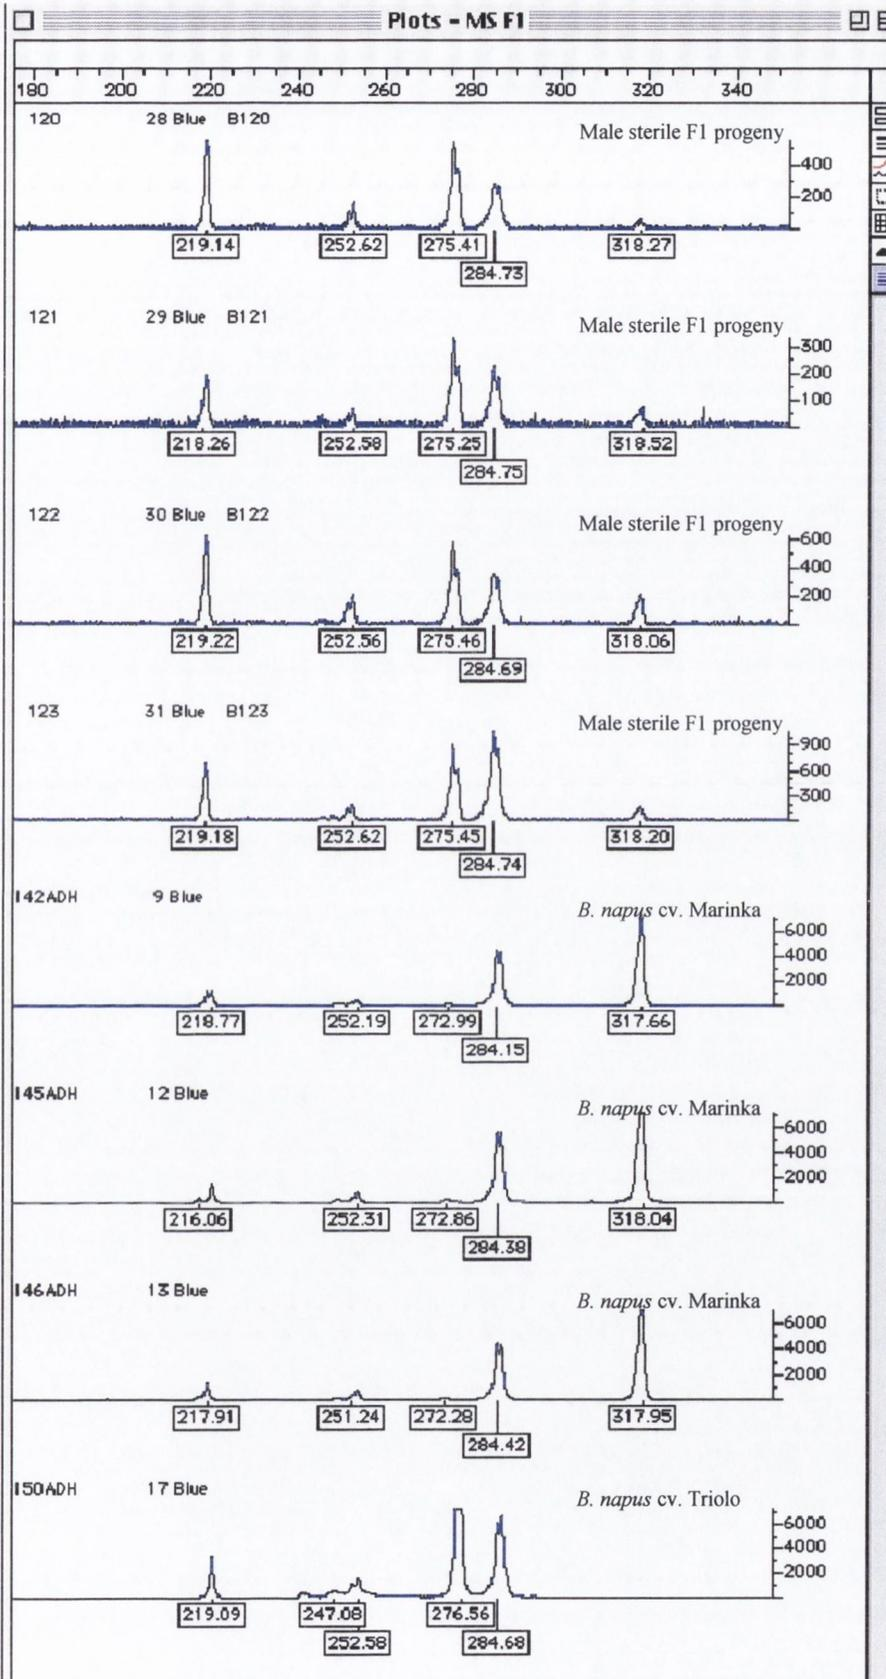 Plots - MS F1
180 200 220 240 260 280 300 320 340
120 28 Blue B120 Male sterile F1 progeny
400
200
219.14 252.62 275.41 318.27
284.73
121 29 Blue B121 Male sterile F1 progeny
300
200
100
218.26 252.58 275.25 318.52
284.75
122 30 Blue B122 Male sterile F1 progeny
600
400
200
219.22 252.56 275.46 318.06
284.69
123 31 Blue B123 Male sterile F1 progeny
900
600
300
219.18 252.62 275.45 318.20
284.74
142ADH 9 Blue B. napus cv. Marinka
6000
4000
2000
218.77 252.19 272.99 317.66
284.15
145ADH 12 Blue B. napus cv. Marinka
6000
4000
2000
216.06 252.31 272.86 318.04
284.38
146ADH 13 Blue B. napus cv. Marinka
6000
4000
2000
217.91 251.24 272.28 317.95
284.42
150ADH 17 Blue B. napus cv. Triolo
6000
4000
2000
219.09 247.08 276.56
252.58 284.68